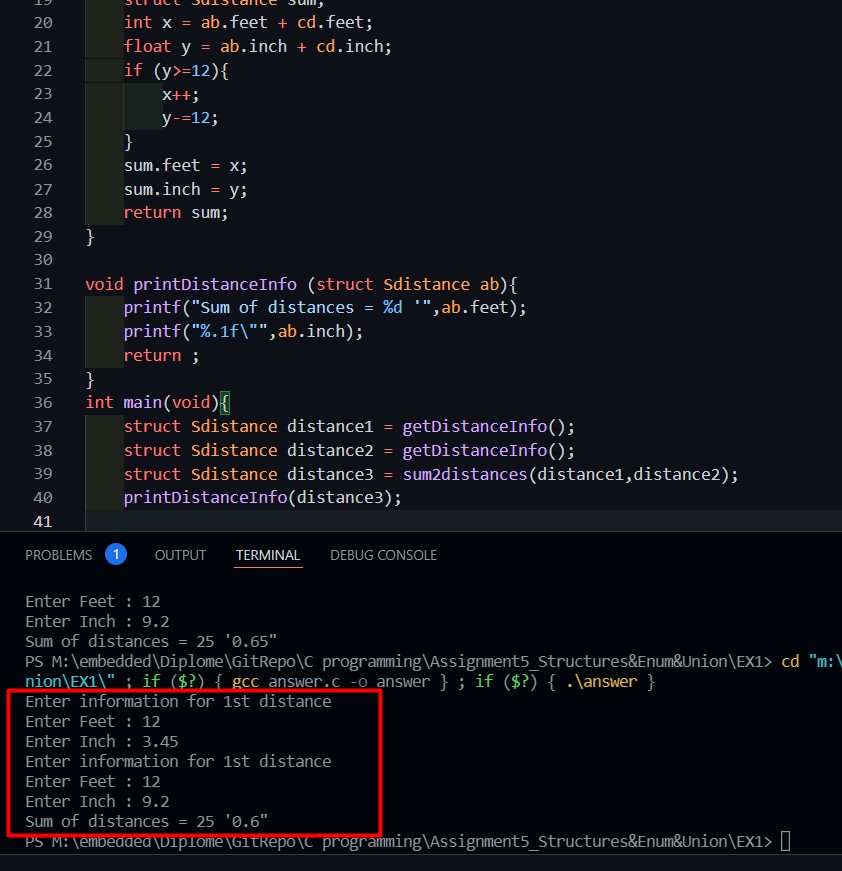 19 struct Sdistance sum;
20 int x = ab.feet + cd.feet;
21 float y = ab.inch + cd.inch;
22 if (y>=12){
23 x++;
24 y-=12;
25 }
26 sum.feet = x;
27 sum.inch = y;
28 return sum;
29 }
30
31 void printDistanceInfo (struct Sdistance ab){
32 printf("Sum of distances = %d '",ab.feet);
33 printf("%.1f\"",ab.inch);
34 return ;
35 }
36 int main(void){
37 struct Sdistance distance1 = getDistanceInfo();
38 struct Sdistance distance2 = getDistanceInfo();
39 struct Sdistance distance3 = sum2distances(distance1,distance2);
40 printDistanceInfo(distance3);
41
PROBLEMS 1 OUTPUT TERMINAL DEBUG CONSOLE
Enter Feet : 12
Enter Inch : 9.2
Sum of distances = 25 '0.65"
PS M:\embedded\Diplome\GitRepo\C programming\Assignment5_Structures&Enum&Union\EX1> cd "m:\
nion\EX1\" ; if ($?) { gcc answer.c -o answer } ; if ($?) { .\answer }
Enter information for 1st distance
Enter Feet : 12
Enter Inch : 3.45
Enter information for 1st distance
Enter Feet : 12
Enter Inch : 9.2
Sum of distances = 25 '0.6"
PS M:\embedded\Diplome\GitRepo\C programming\Assignment5_Structures&Enum&Union\EX1>